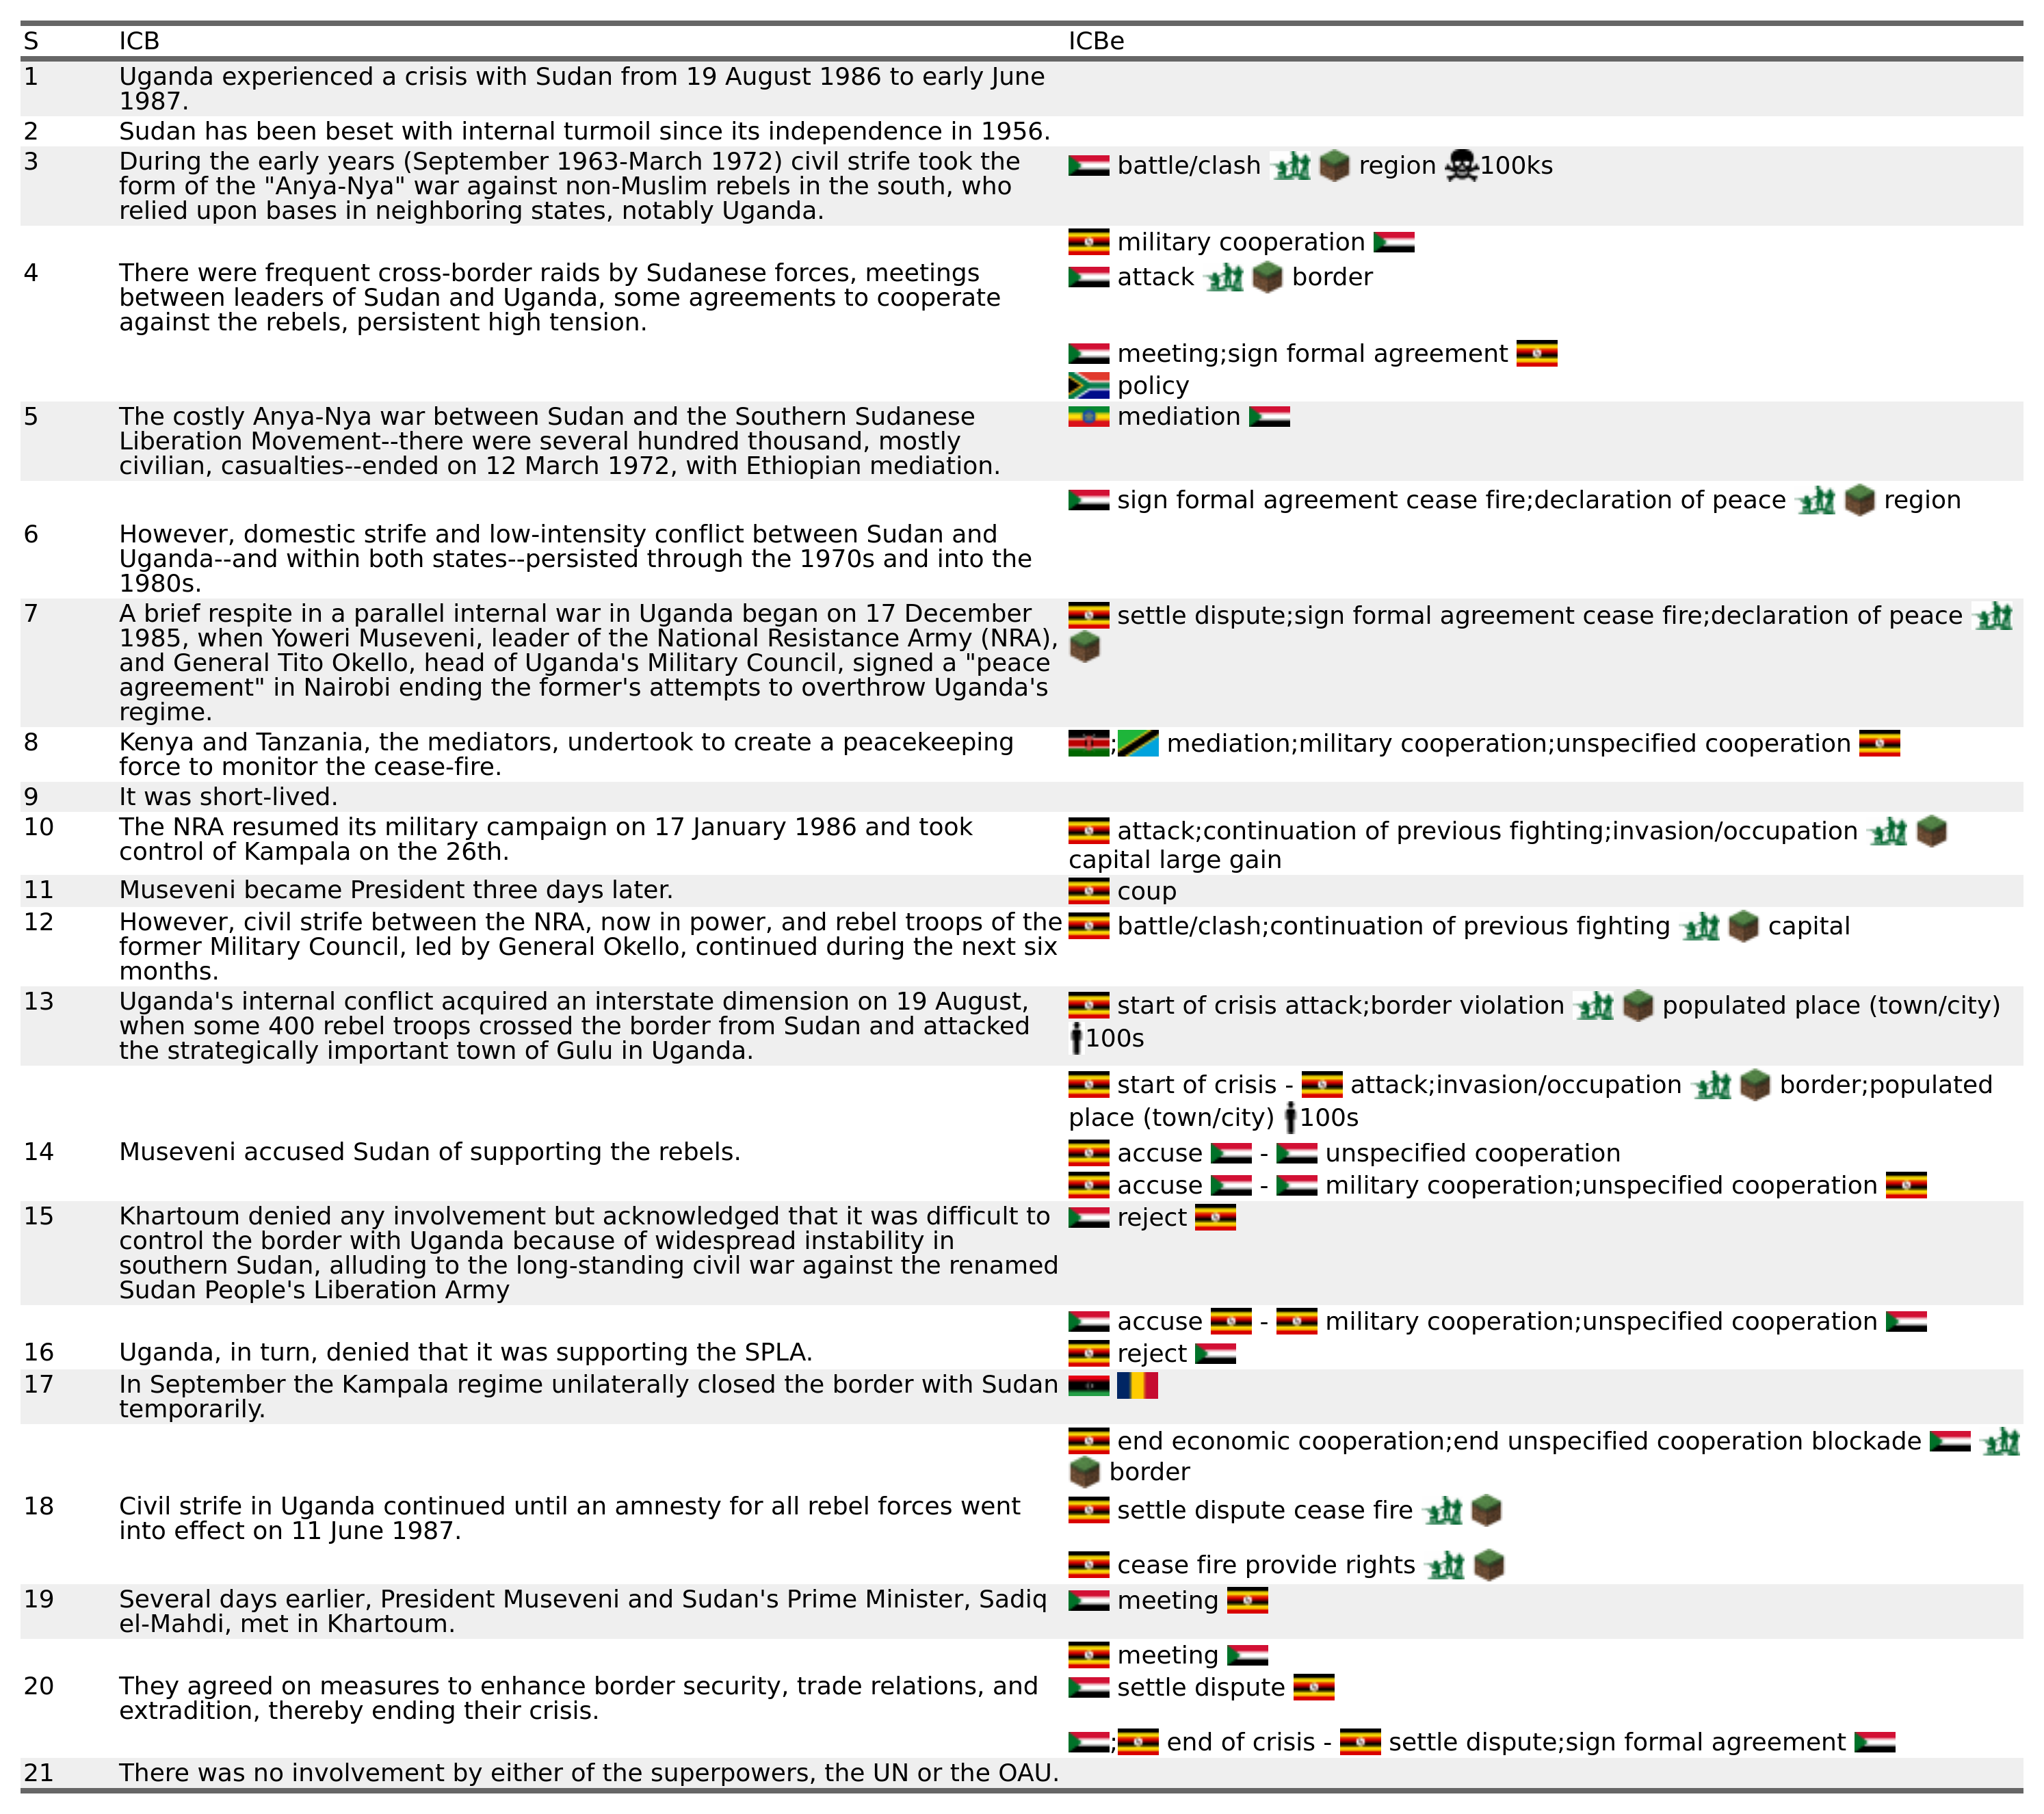 S ICB ICBe
1 Uganda experienced a crisis with Sudan from 19 August 1986 to early June
1987.
2 Sudan has been beset with internal turmoil since its independence in 1956.
3 During the early years (September 1963-March 1972) civil strife took the
form of the "Anya-Nya" war against non-Muslim rebels in the south, who
relied upon bases in neighboring states, notably Uganda.
battle/clash region 100ks
military cooperation
4 There were frequent cross-border raids by Sudanese forces, meetings
between leaders of Sudan and Uganda, some agreements to cooperate
against the rebels, persistent high tension.
attack border
meeting;sign formal agreement
policy
5 The costly Anya-Nya war between Sudan and the Southern Sudanese
Liberation Movement--there were several hundred thousand, mostly
civilian, casualties--ended on 12 March 1972, with Ethiopian mediation.
mediation
sign formal agreement cease fire;declaration of peace region
6 However, domestic strife and low-intensity conflict between Sudan and
Uganda--and within both states--persisted through the 1970s and into the
1980s.
7 A brief respite in a parallel internal war in Uganda began on 17 December
1985, when Yoweri Museveni, leader of the National Resistance Army (NRA),
and General Tito Okello, head of Uganda's Military Council, signed a "peace
agreement" in Nairobi ending the former's attempts to overthrow Uganda's
regime.
settle dispute;sign formal agreement cease fire;declaration of peace
8 Kenya and Tanzania, the mediators, undertook to create a peacekeeping
force to monitor the cease-fire.
; mediation;military cooperation;unspecified cooperation
9 It was short-lived.
10 The NRA resumed its military campaign on 17 January 1986 and took
control of Kampala on the 26th.
attack;continuation of previous fighting;invasion/occupation
capital large gain
11 Museveni became President three days later.
coup
12 However, civil strife between the NRA, now in power, and rebel troops of the
former Military Council, led by General Okello, continued during the next six
months.
battle/clash;continuation of previous fighting capital
13 Uganda's internal conflict acquired an interstate dimension on 19 August,
when some 400 rebel troops crossed the border from Sudan and attacked
the strategically important town of Gulu in Uganda.
start of crisis attack;border violation populated place (town/city)
100s
start of crisis - attack;invasion/occupation border;populated
place (town/city) 100s
14 Museveni accused Sudan of supporting the rebels.
accuse - unspecified cooperation
accuse - military cooperation;unspecified cooperation
15 Khartoum denied any involvement but acknowledged that it was difficult to
control the border with Uganda because of widespread instability in
southern Sudan, alluding to the long-standing civil war against the renamed
Sudan People's Liberation Army
reject
accuse - military cooperation;unspecified cooperation
16 Uganda, in turn, denied that it was supporting the SPLA.
reject
17 In September the Kampala regime unilaterally closed the border with Sudan
temporarily.
end economic cooperation;end unspecified cooperation blockade
border
18 Civil strife in Uganda continued until an amnesty for all rebel forces went
into effect on 11 June 1987.
settle dispute cease fire
cease fire provide rights
19 Several days earlier, President Museveni and Sudan's Prime Minister, Sadiq
el-Mahdi, met in Khartoum.
meeting
meeting
20 They agreed on measures to enhance border security, trade relations, and
extradition, thereby ending their crisis.
settle dispute
; end of crisis - settle dispute;sign formal agreement
21 There was no involvement by either of the superpowers, the UN or the OAU.